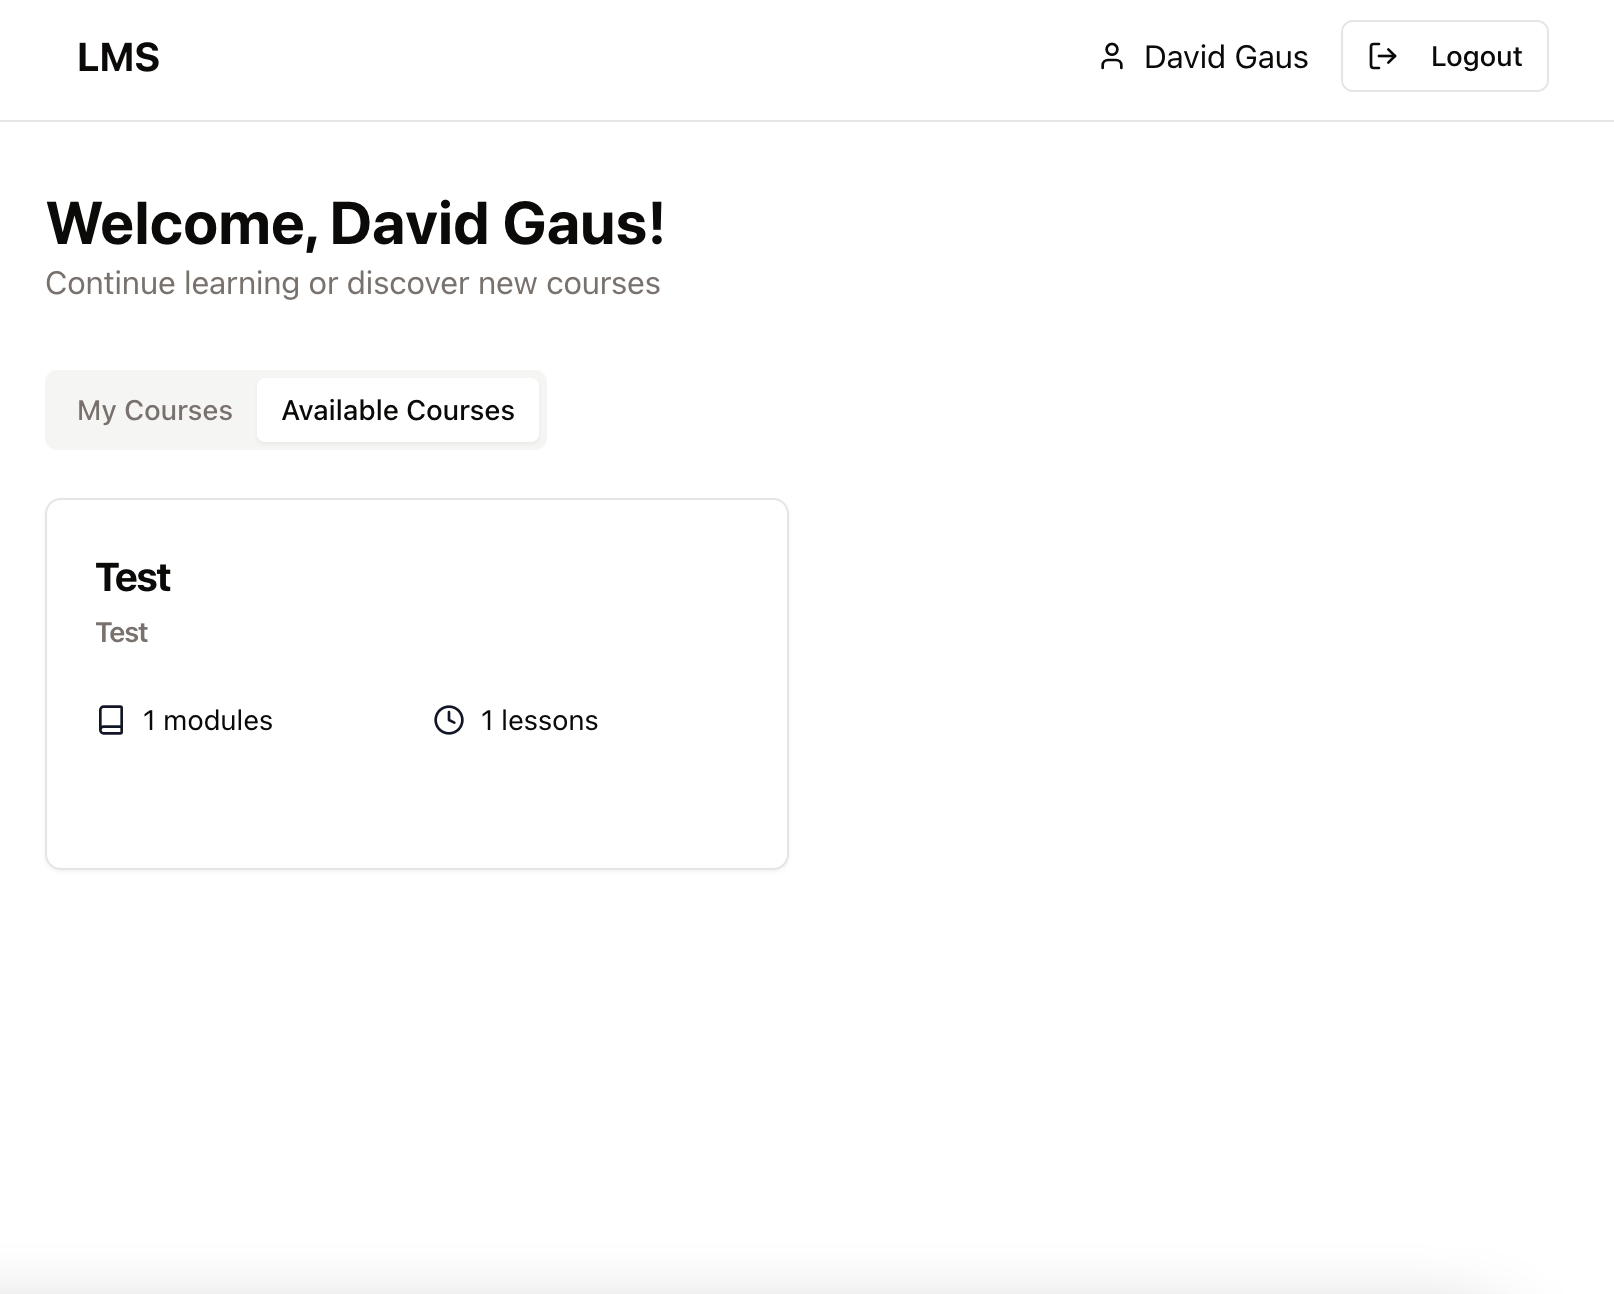 LMS
David Gaus
Logout
Welcome, David Gaus!
Continue learning or discover new courses
My Courses
Available Courses
Test
Test
1 modules
1 lessons